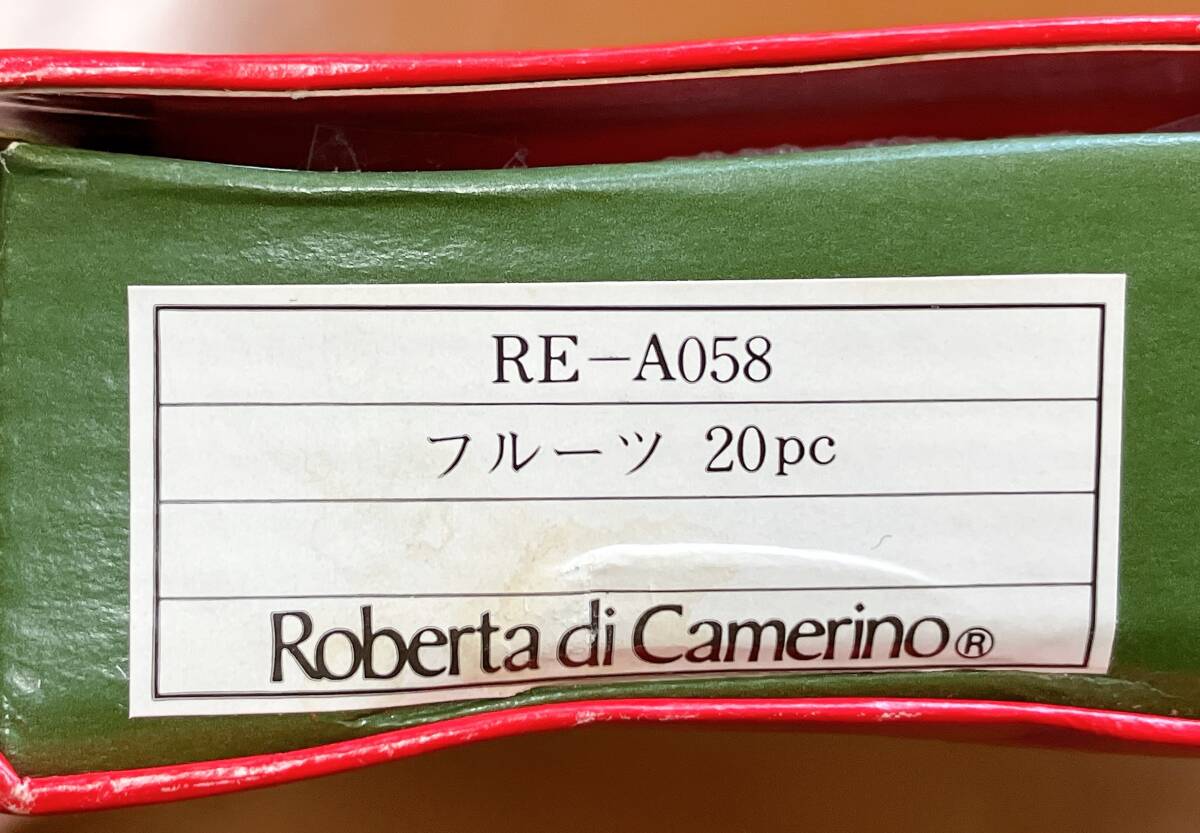 RE－A058
フルーツ 20pc
Roberta di Camerino®